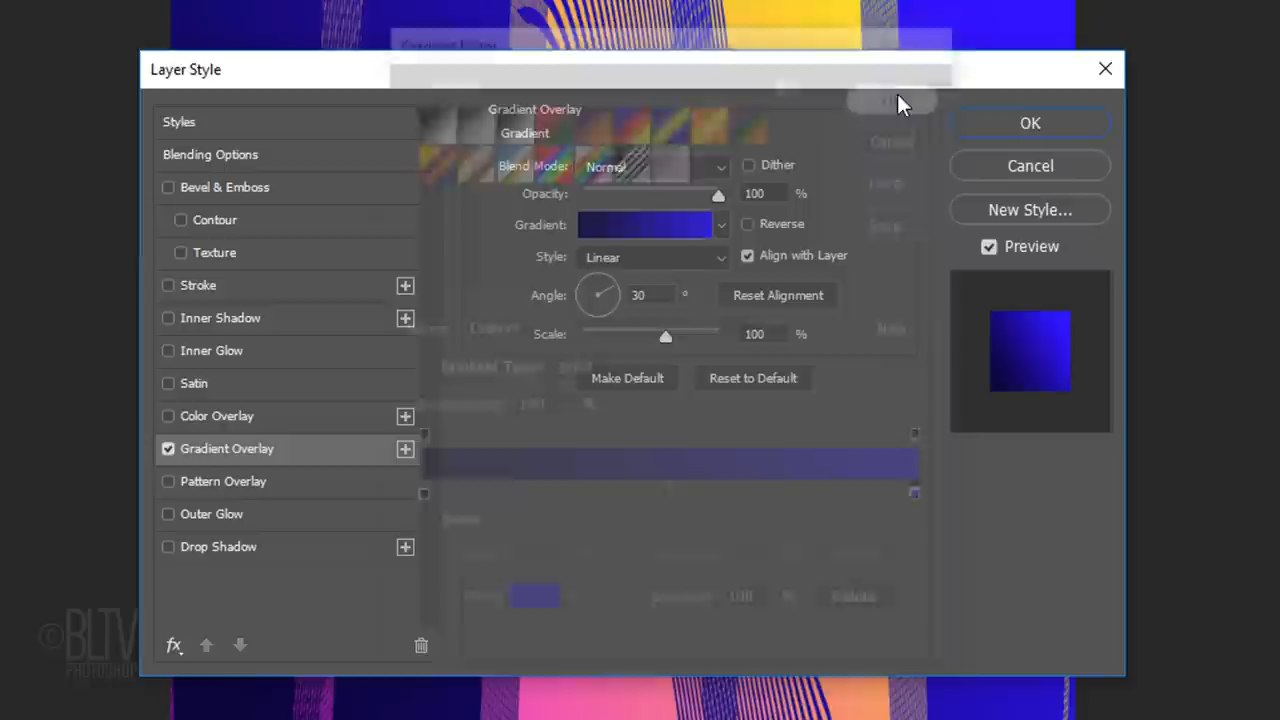 Layer Style
Styles
Blending Options
Bevel & Emboss
Contour
Texture
Stroke
Inner Shadow
Inner Glow
Satin
Color Overlay
Gradient Overlay
Pattern Overlay
Outer Glow
Drop Shadow
fx
Gradient Overlay
Gradient
Blend Mode: Normal
Dither
Opacity: 100 %
Gradient:
Reverse
Style: Linear
Align with Layer
Angle: 30 °
Reset Alignment
Scale: 100 %
Make Default
Reset to Default
OK
Cancel
New Style...
Preview
©BLTV